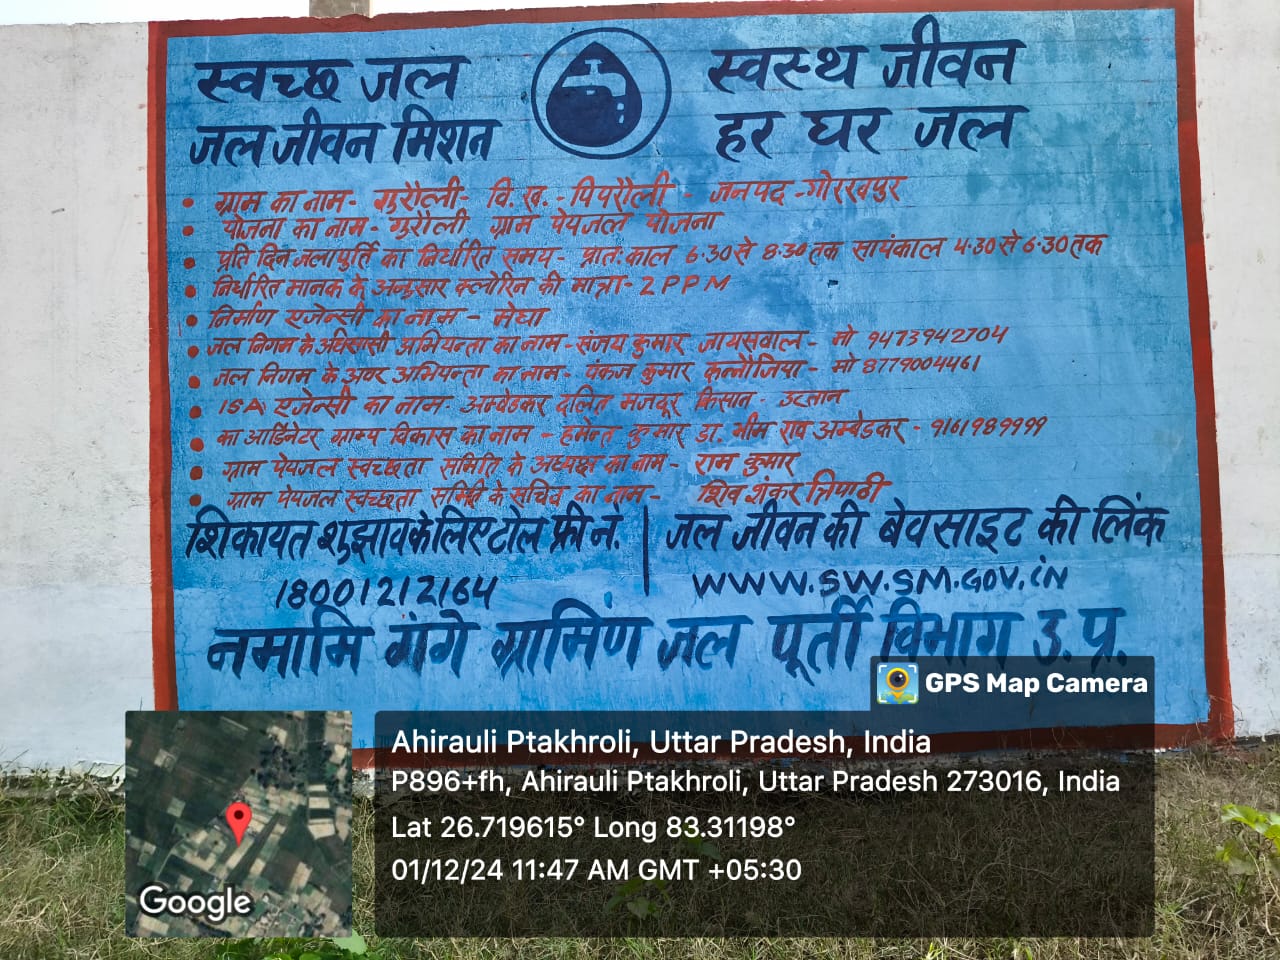 स्वच्छ जल
स्वस्थ जीवन
जल जीवन मिशन
हर घर जल
• ग्राम का नाम- गुरौली- वि. ख.- पिपरौली - जनपद -गोरखपुर
• योजना का नाम- गुरौली ग्राम पेयजल योजना
• प्रति दिन जलापुर्ति का निर्धारित समय- प्रात: काल 6.30 से 8.30 तक सायंकाल 4.30 से 6.30 तक
• निर्धारित मानक के अनुसार क्लोरिन की मात्रा- 2 PPM
• निर्माण एजेन्सी का नाम - मेघा
• जल निगम के अधिसासी अभियन्ता का नाम -संजय कुमार जायसवाल- मो 9473942704
• जल निगम के अवर अभियन्ता का नाम- पंकज कुमार कन्नौजिया- मो 8779004461
• ISA एजेन्सी का नाम- अम्बेडकर दलित मजदूर किसान -
• का आर्डिनेटर ग्राम्य विकास का नाम - हेमन्त कुमार डा. भीम राव अम्बेडकर - 9161989999
• ग्राम पेयजल स्वच्छता समिति के अध्यक्ष का नाम- राम कुमार
• ग्राम पेयजल स्वच्छता समिति के सचिव का नाम- शिव शंकर त्रिपाठी
शिकायत शुझाव के लिए टोल फ्री नं.
18001212164
जल जीवन की बेवसाइट की लिंक
WWW.SW.SM.GOV.iN
नमामि गंगे ग्रामिंण जल पूर्ती विभाग उ. प्र.
GPS Map Camera
Ahirauli Ptakhroli, Uttar Pradesh, India
P896+fh, Ahirauli Ptakhroli, Uttar Pradesh 273016, India
Lat 26.719615° Long 83.31198°
01/12/24 11:47 AM GMT +05:30
Google